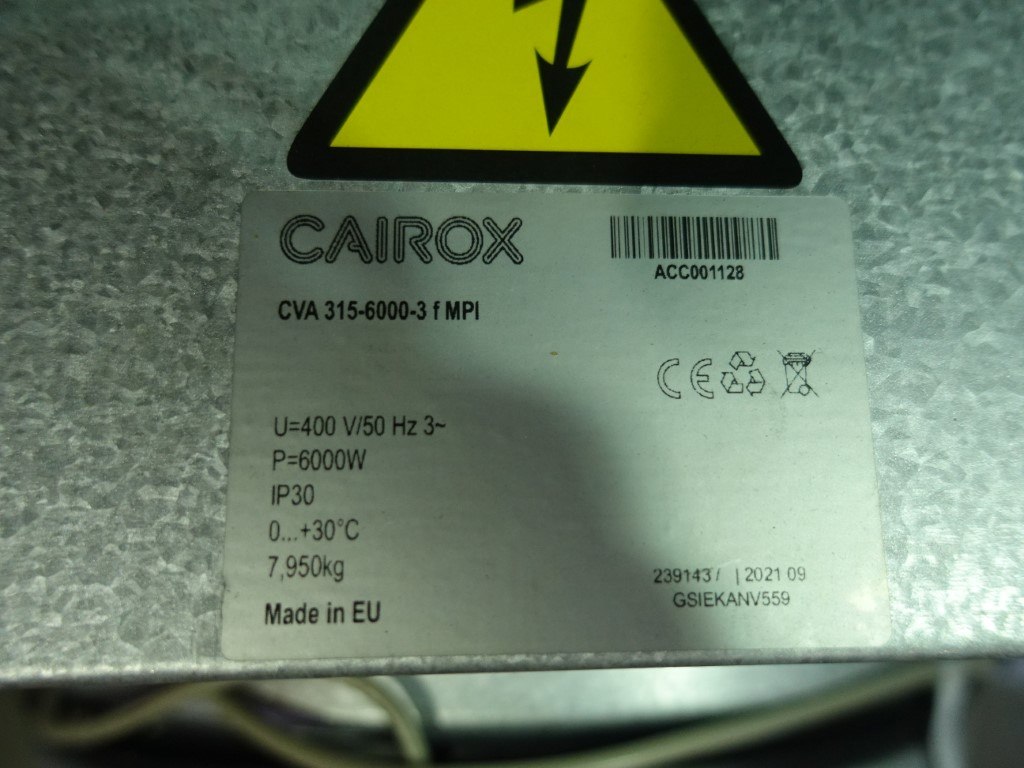 CAIROX
ACC001128
CVA 315-6000-3 f MPI
CE
U=400 V/50 Hz 3~
P=6000W
IP30
0...+30°C
7,950kg
Made in EU
239143/ | 2021 09
GSIEKANV559